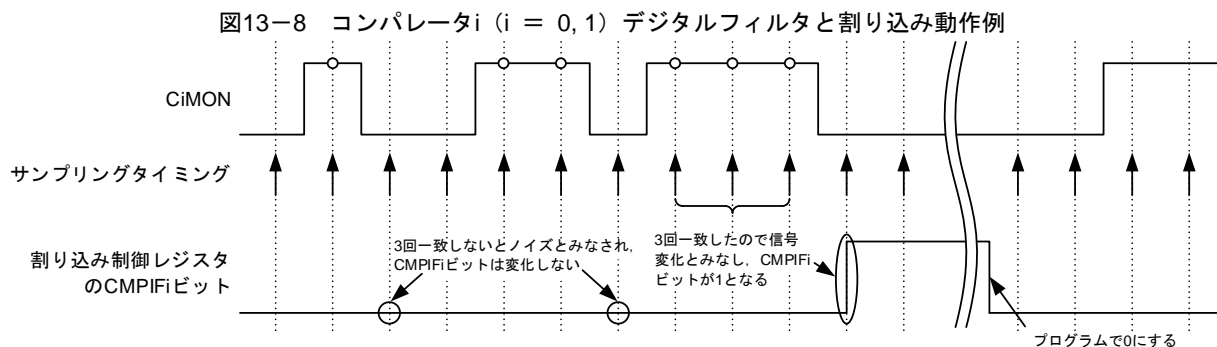 図13－8　コンパレータi（i ＝ 0, 1）デジタルフィルタと割り込み動作例
CiMON
サンプリングタイミング
3回一致しないとノイズとみなされ,
CMPIFiビットは変化しない
3回一致したので信号
変化とみなし，CMPIFi
ビットが1となる
割り込み制御レジスタ
のCMPIFiビット
プログラムで0にする